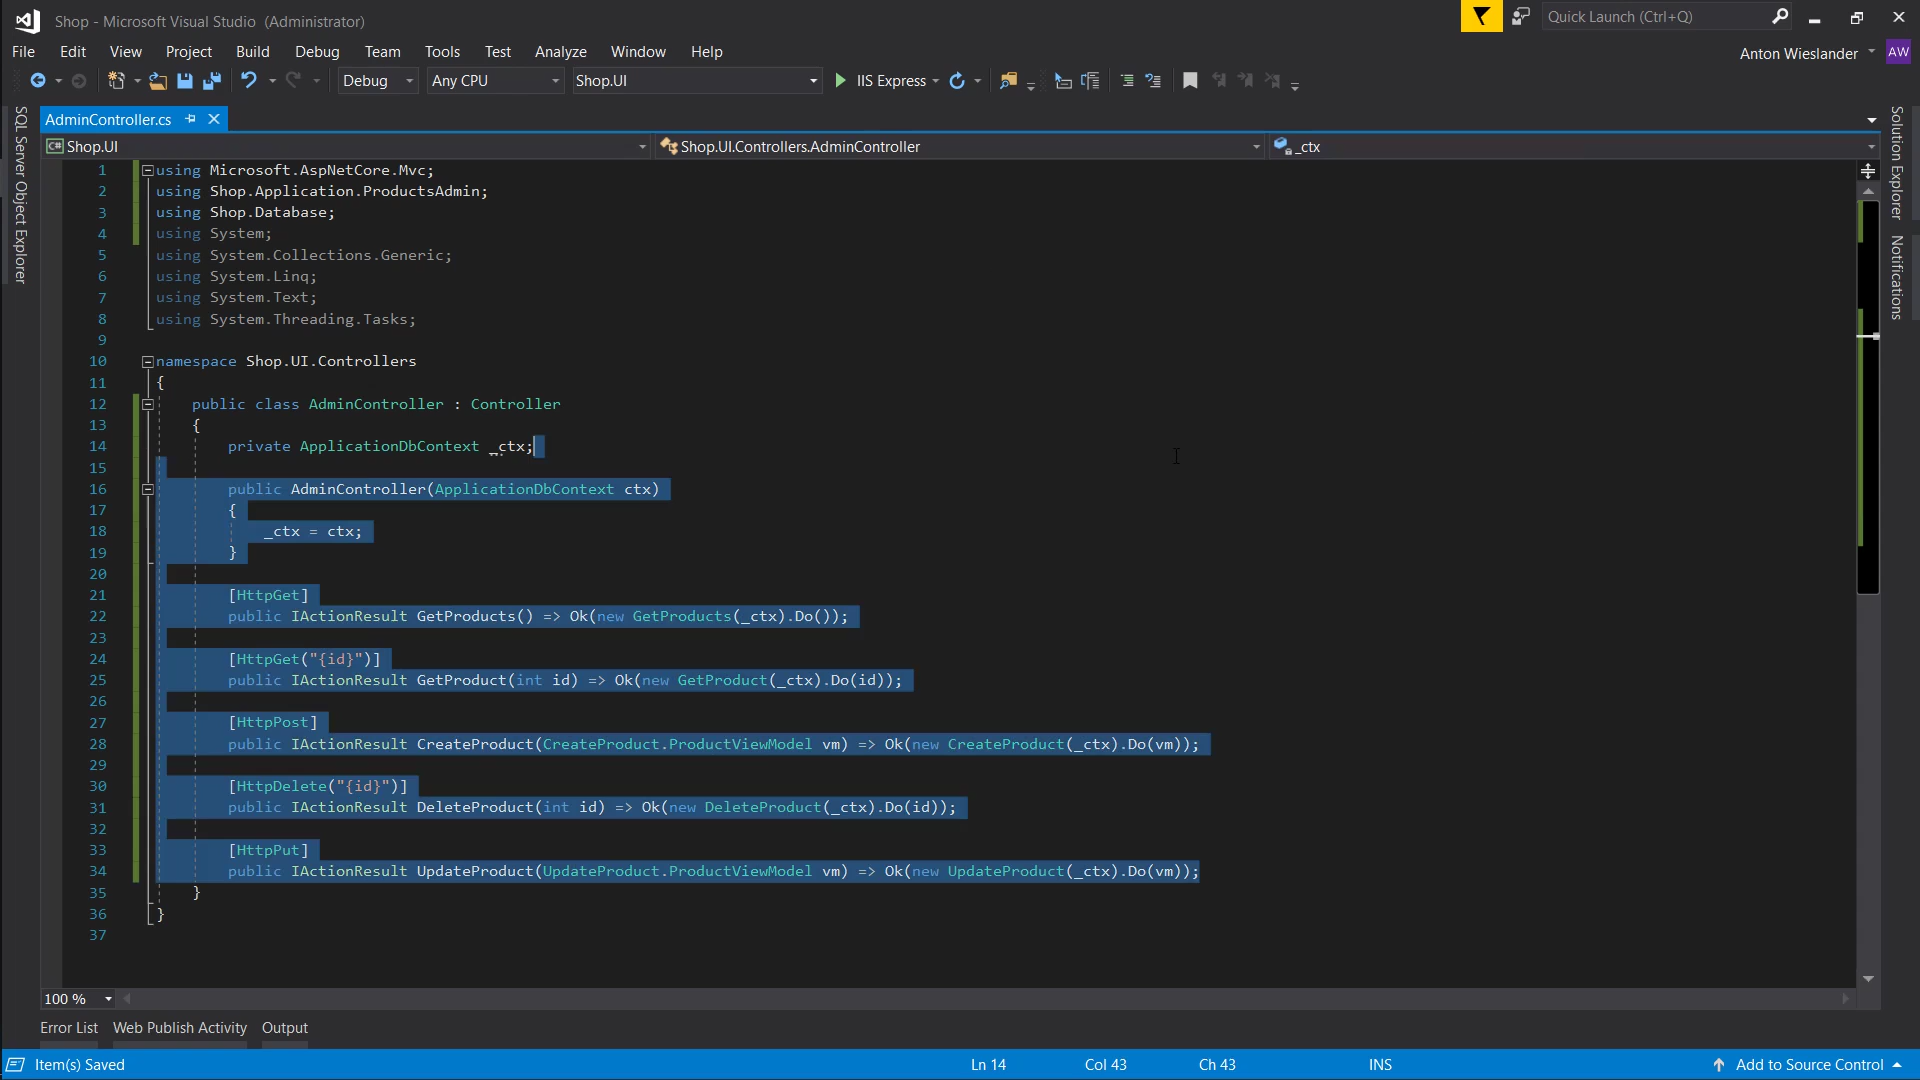 Shop - Microsoft Visual Studio (Administrator)
Quick Launch (Ctrl+Q)
File Edit View Project Build Debug Team Tools Test Analyze Window Help
Anton Wieslander AW
Debug Any CPU Shop.UI IIS Express
AdminController.cs
C# Shop.UI Shop.UI.Controllers.AdminController _ctx
SQL Server Object Explorer
Solution Explorer
Notifications
1 using Microsoft.AspNetCore.Mvc;
2 using Shop.Application.ProductsAdmin;
3 using Shop.Database;
4 using System;
5 using System.Collections.Generic;
6 using System.Linq;
7 using System.Text;
8 using System.Threading.Tasks;
9
10 namespace Shop.UI.Controllers
11 {
12 public class AdminController : Controller
13 {
14 private ApplicationDbContext _ctx;
15
16 public AdminController(ApplicationDbContext ctx)
17 {
18 _ctx = ctx;
19 }
20
21 [HttpGet]
22 public IActionResult GetProducts() => Ok(new GetProducts(_ctx).Do());
23
24 [HttpGet("{id}")]
25 public IActionResult GetProduct(int id) => Ok(new GetProduct(_ctx).Do(id));
26
27 [HttpPost]
28 public IActionResult CreateProduct(CreateProduct.ProductViewModel vm) => Ok(new CreateProduct(_ctx).Do(vm));
29
30 [HttpDelete("{id}")]
31 public IActionResult DeleteProduct(int id) => Ok(new DeleteProduct(_ctx).Do(id));
32
33 [HttpPut]
34 public IActionResult UpdateProduct(UpdateProduct.ProductViewModel vm) => Ok(new UpdateProduct(_ctx).Do(vm));
35 }
36 }
37
100 %
Error List Web Publish Activity Output
Item(s) Saved Ln 14 Col 43 Ch 43 INS Add to Source Control